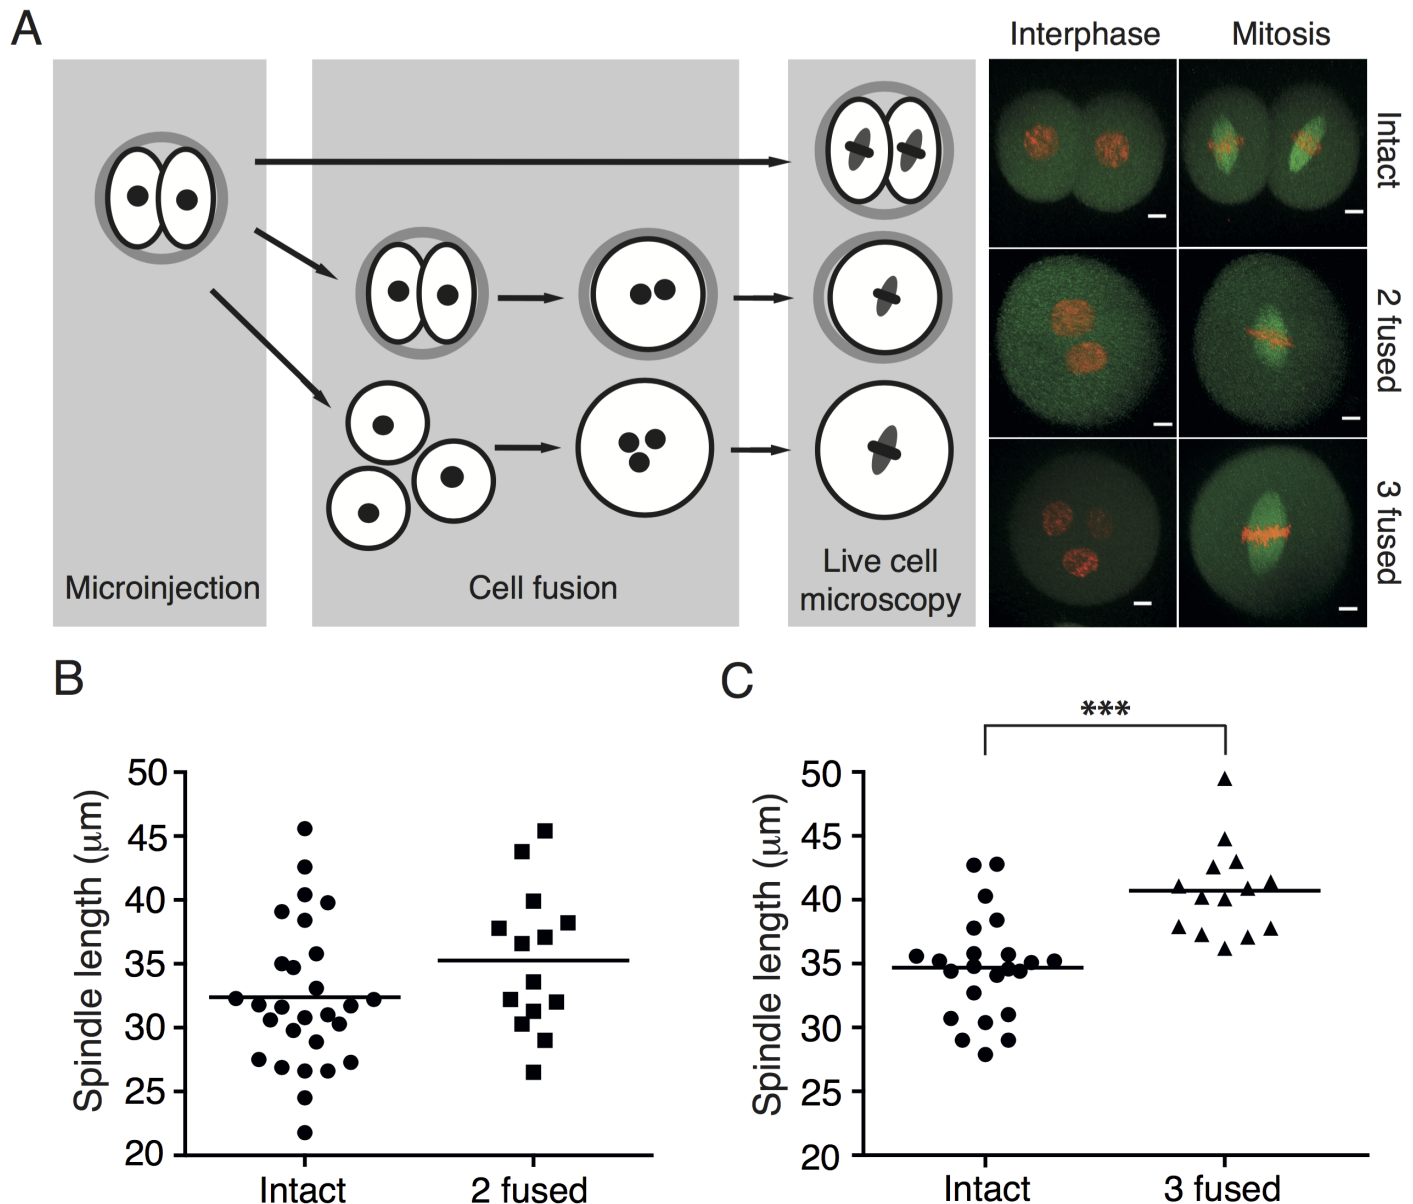 A
Interphase
Mitosis
Intact
2 fused
3 fused
Microinjection
Cell fusion
Live cell
microscopy
B
Spindle length (μm)
50
45
40
35
30
25
20
Intact
2 fused
C
***
Spindle length (μm)
50
45
40
35
30
25
20
Intact
3 fused